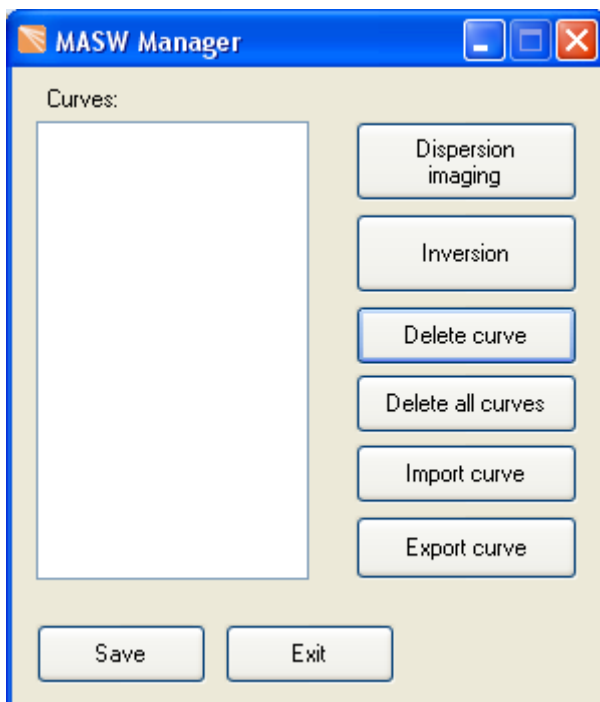 MASW Manager
Curves:
Dispersion
imaging
Inversion
Delete curve
Delete all curves
Import curve
Export curve
Save
Exit